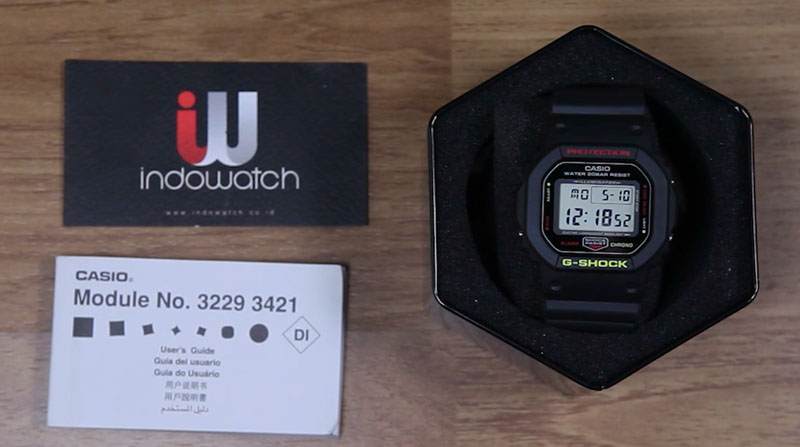 iW
indowatch
www.indowatch.co.id
CASIO®
Module No. 3229 3421
DI
User's Guide
Guía del usuario
Guia do Usuário
用户说明书
用戶說明書
دليل المستخدم
PROTECTION
CASIO
WATER 20BAR RESIST
ILLUMINATOR
MO 5-10
12:18 52
ALARM CHRONO
G-SHOCK